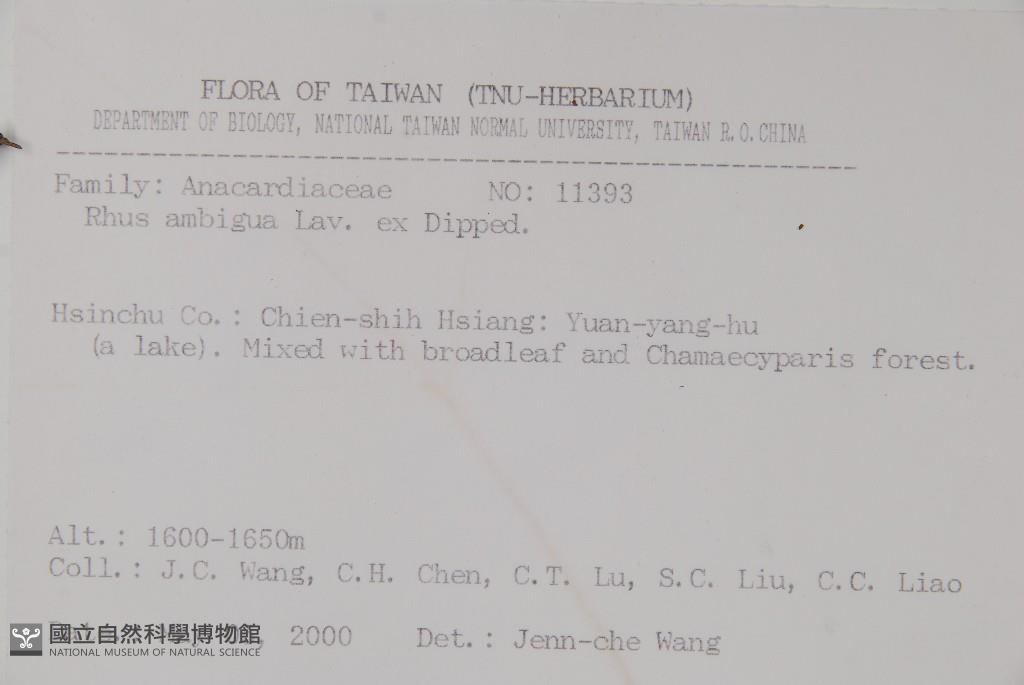 FLORA OF TAIWAN (TNU-HERBARIUM)
DEPARTMENT OF BIOLOGY, NATIONAL TAIWAN NORMAL UNIVERSITY, TAIWAN R.O.CHINA
Family: Anacardiaceae NO: 11393
Rhus ambigua Lav. ex Dipped.
Hsinchu Co.: Chien-shih Hsiang: Yuan-yang-hu
(a lake). Mixed with broadleaf and Chamaecyparis forest.
Alt.: 1600-1650m
Coll.: J.C. Wang, C.H. Chen, C.T. Lu, S.C. Liu, C.C. Liao
2000 Det.: Jenn-che Wang
國立自然科學博物館
NATIONAL MUSEUM OF NATURAL SCIENCE